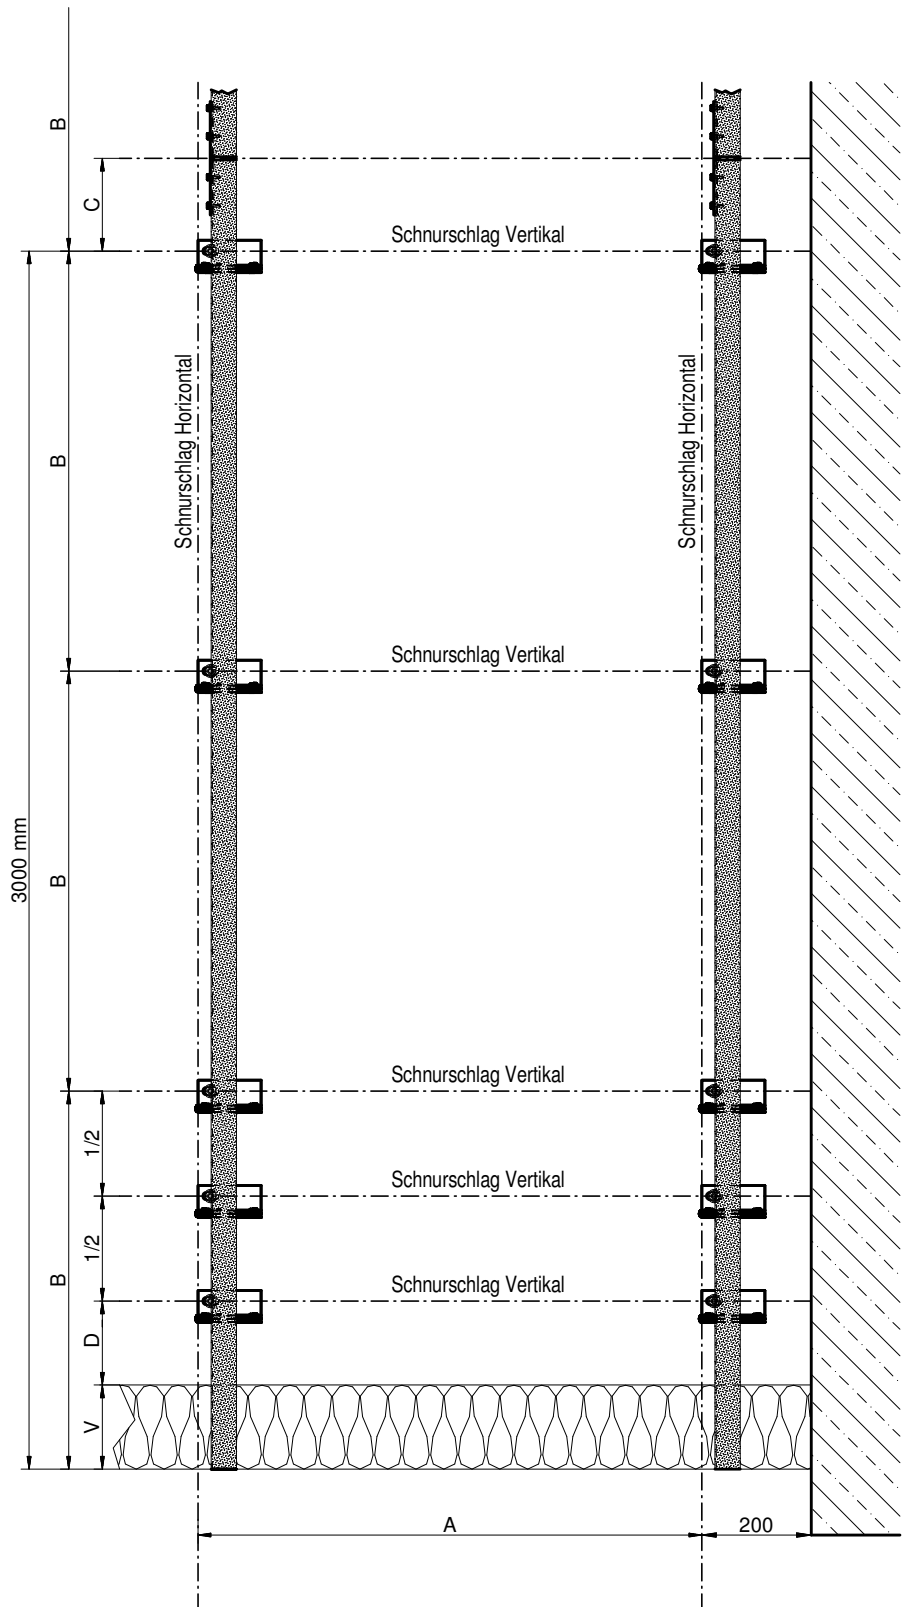 B
C
Schnurschlag Vertikal
Schnurschlag Horizontal
Schnurschlag Horizontal
B
Schnurschlag Vertikal
3000 mm
B
Schnurschlag Vertikal
1/2
Schnurschlag Vertikal
1/2
B
Schnurschlag Vertikal
D
V
A
200